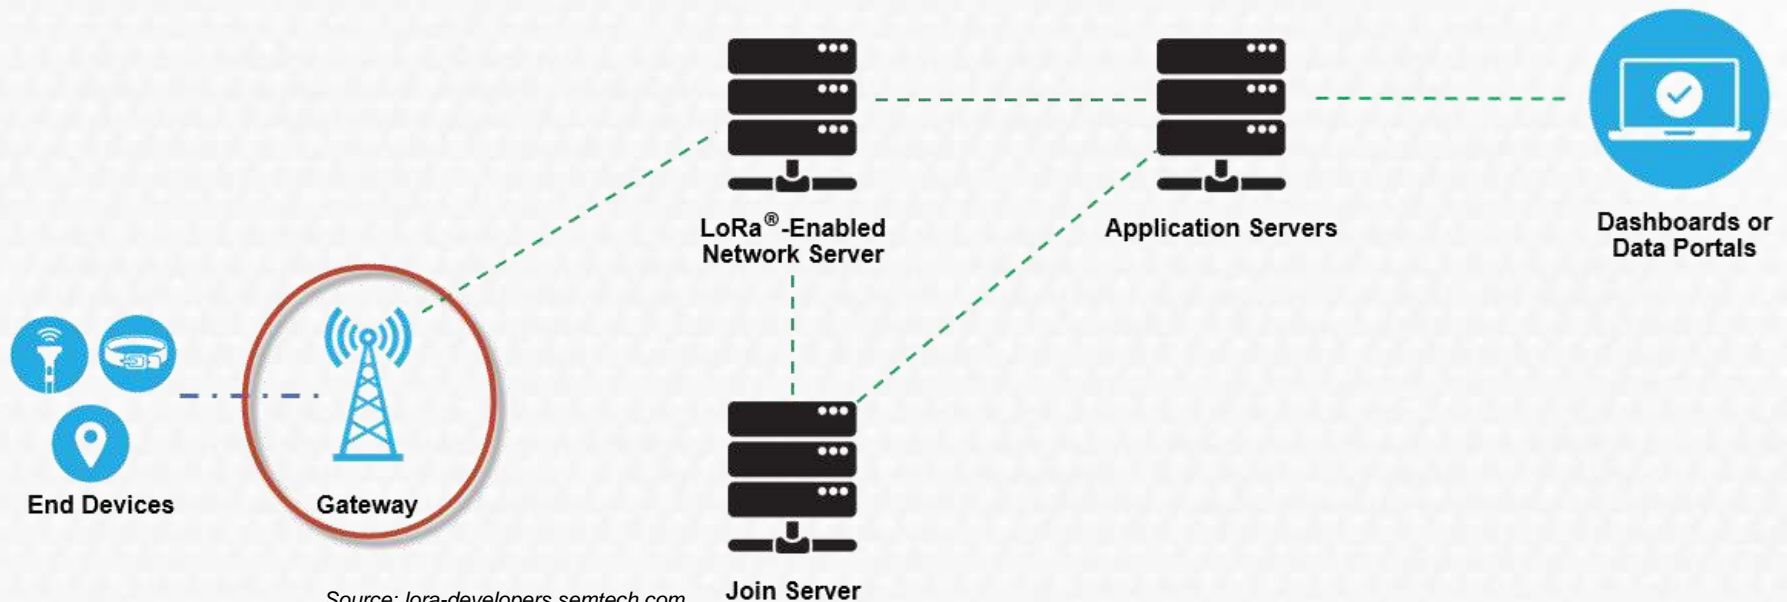 LoRa®-Enabled
Network Server
Application Servers
Dashboards or
Data Portals
End Devices
Gateway
Join Server
Source: lora-developers.semtech.com